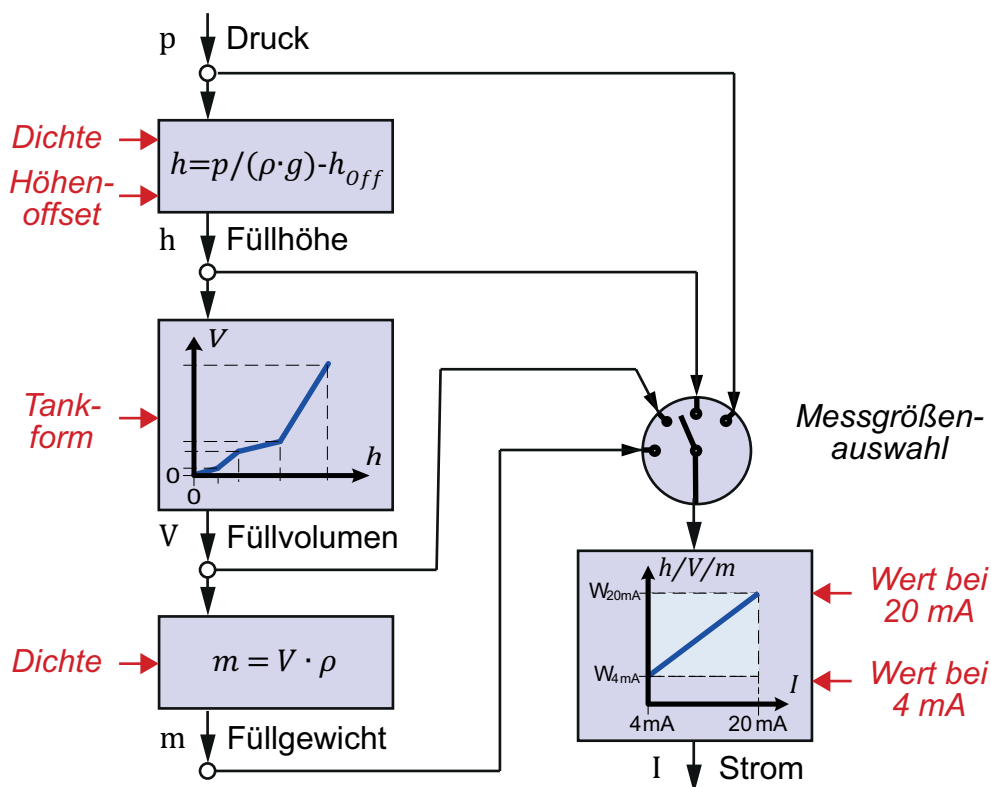 p Druck
Dichte
Höhen-
offset
h=p/(ρ·g)-h_Off
h Füllhöhe
V
Tank-
form
h
0
0
V Füllvolumen
Dichte
m = V · ρ
m Füllgewicht
Messgrößen-
auswahl
h/V/m
W20mA
W4mA
I
4mA 20mA
Wert bei
20 mA
Wert bei
4 mA
I Strom